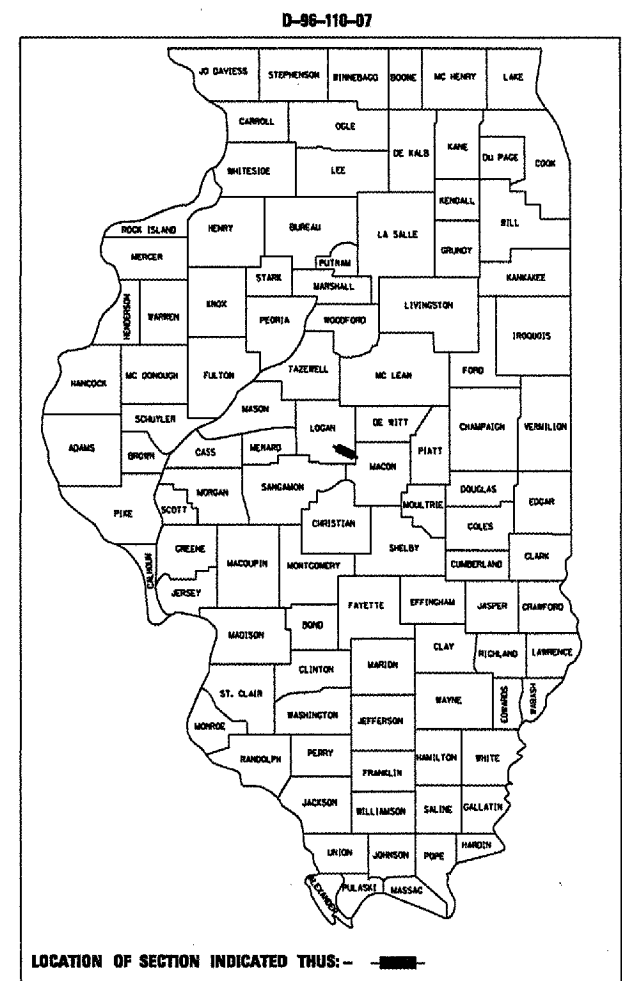 D-96-110-07
JO DAVIESS STEPHENSON WINNEBAGO BOONE MC HENRY LAKE
CARROLL OGLE DE KALB KANE DU PAGE COOK
WHITESIDE LEE KENDALL WILL
ROCK ISLAND HENRY BUREAU LA SALLE GRUNDY
MERCER PUTNAM KANKAKEE
STARK MARSHALL
HENDERSON WARREN KNOX PEORIA WOODFORD LIVINGSTON IROQUOIS
HANCOCK MC DONOUGH FULTON TAZEWELL MC LEAN FORD
MASON
SCHUYLER LOGAN DE WITT CHAMPAIGN VERMILION
ADAMS BROWN CASS MENARD MACON PIATT
SANGAMON DOUGLAS
PIKE SCOTT MORGAN CHRISTIAN MOULTRIE EDGAR
COLES
GREENE MACOUPIN MONTGOMERY SHELBY CLARK
CALHOUN CUMBERLAND
JERSEY FAYETTE EFFINGHAM JASPER CRAWFORD
MADISON BOND
CLAY RICHLAND LAWRENCE
CLINTON MARION
ST. CLAIR WAYNE EDWARDS WABASH
WASHINGTON JEFFERSON
MONROE
RANDOLPH PERRY HAMILTON WHITE
FRANKLIN
JACKSON WILLIAMSON SALINE GALLATIN
UNION JOHNSON POPE HARDIN
ALEXANDER PULASKI MASSAC
LOCATION OF SECTION INDICATED THUS:-